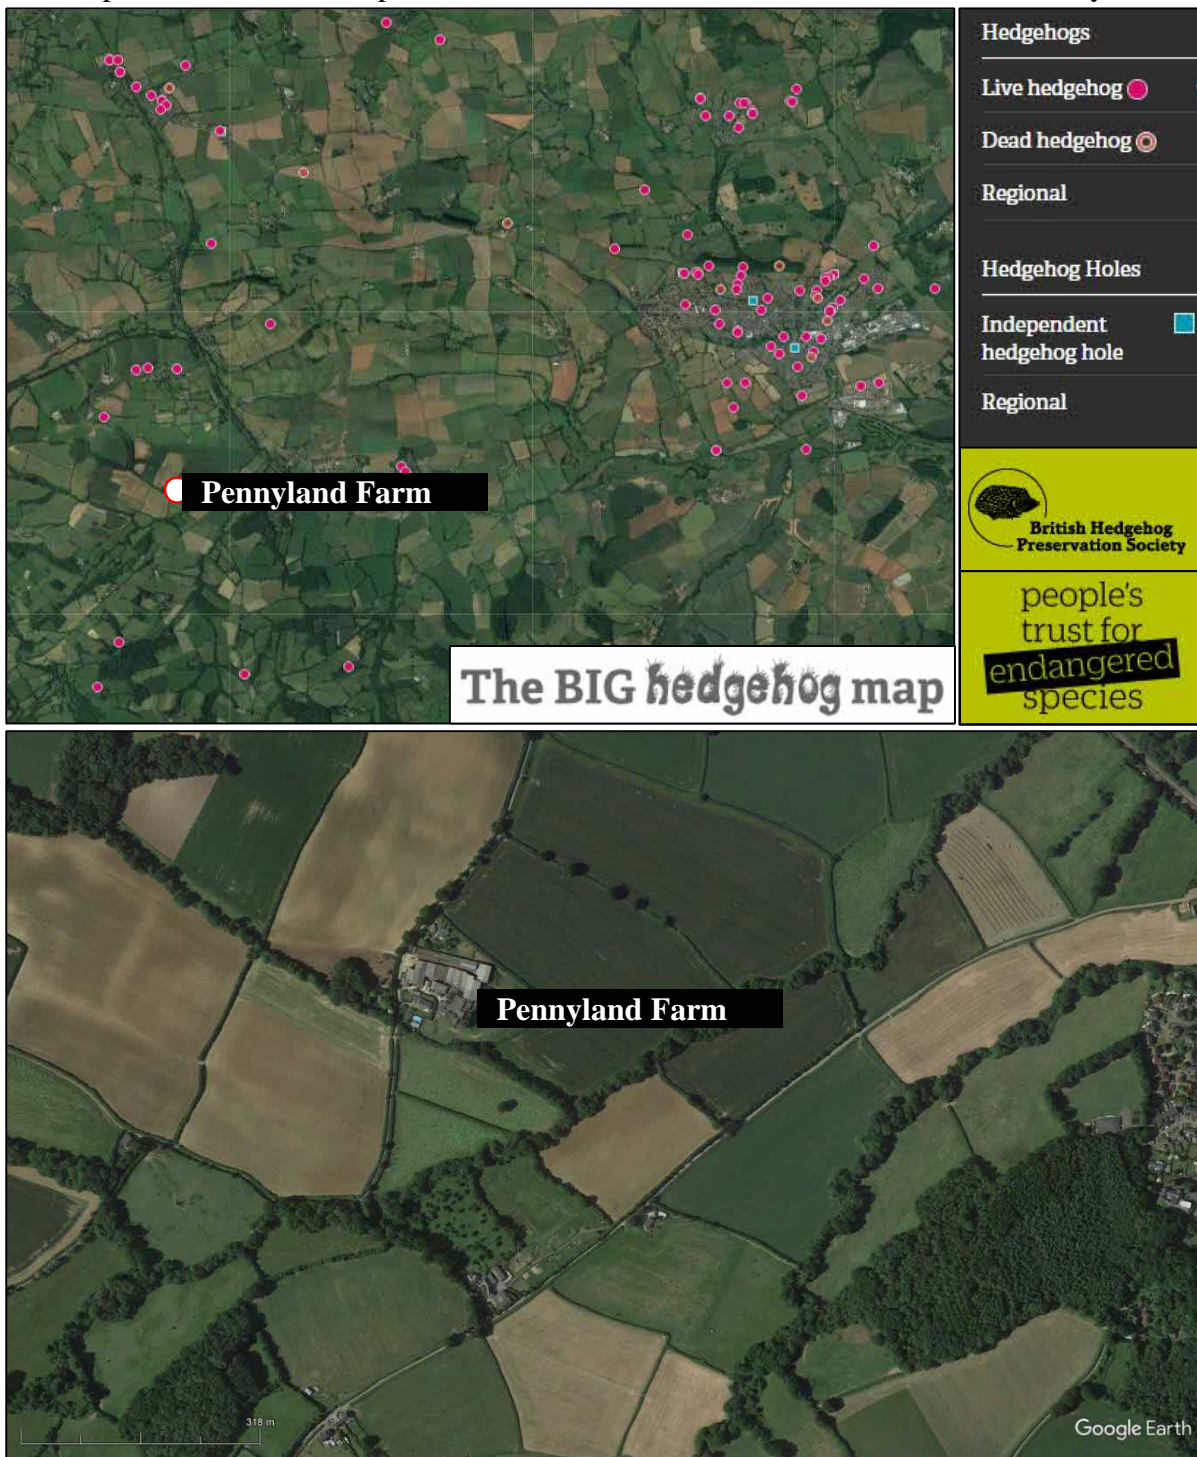 Hedgehogs
Live hedgehog
Dead hedgehog
Regional
Hedgehog Holes
Independent
hedgehog hole
Regional
Pennyland Farm
British Hedgehog
Preservation Society
people's
trust for
endangered
species
The BIG hedgehog map
Pennyland Farm
318 m
Google Earth